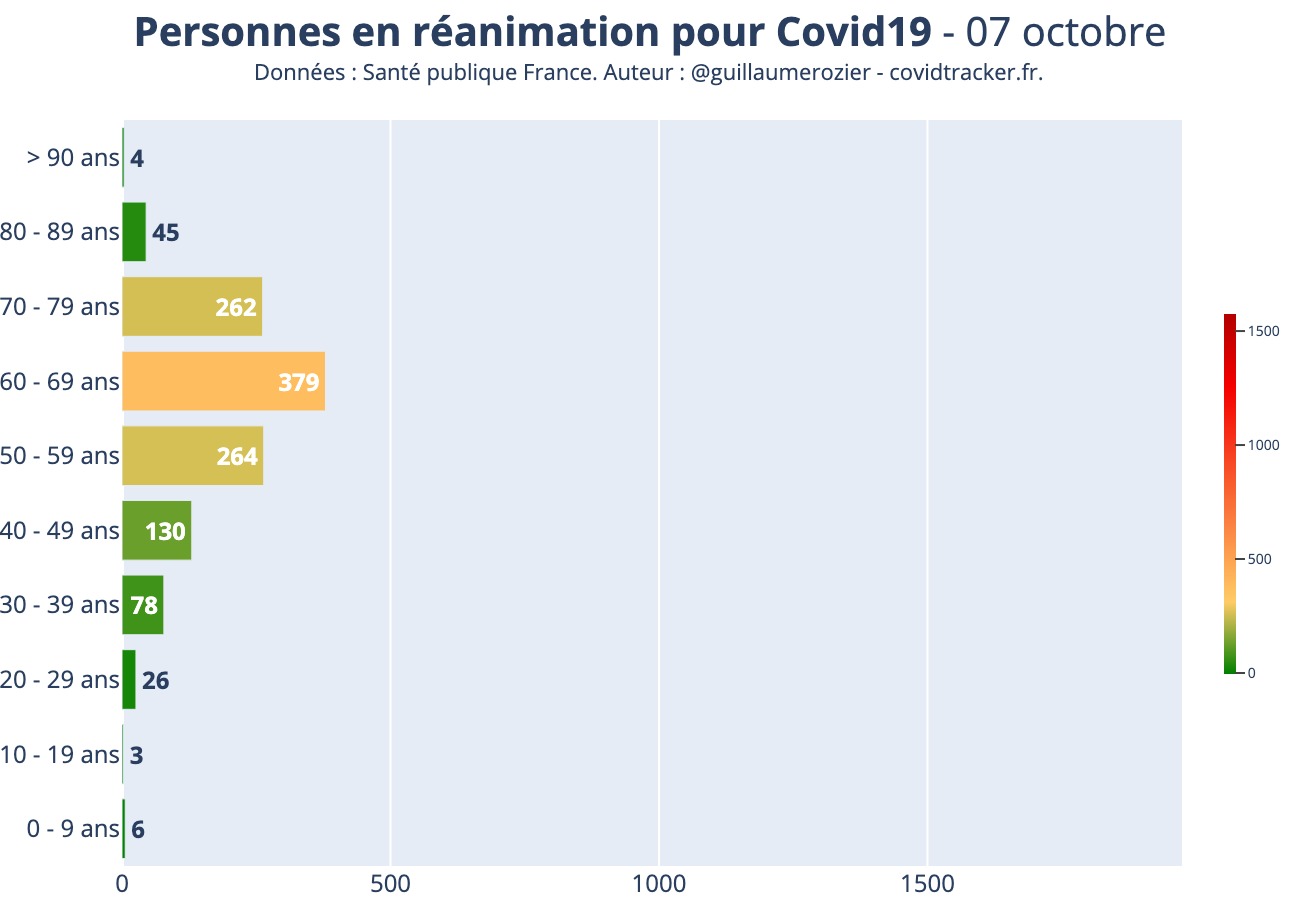 Personnes en réanimation pour Covid19 - 07 octobre
Données : Santé publique France. Auteur : @guillaumerozier - covidtracker.fr.
> 90 ans 4
80 - 89 ans 45
70 - 79 ans 262
60 - 69 ans 379
50 - 59 ans 264
40 - 49 ans 130
30 - 39 ans 78
20 - 29 ans 26
10 - 19 ans 3
0 - 9 ans 6
0 500 1000 1500
1500
1000
500
0